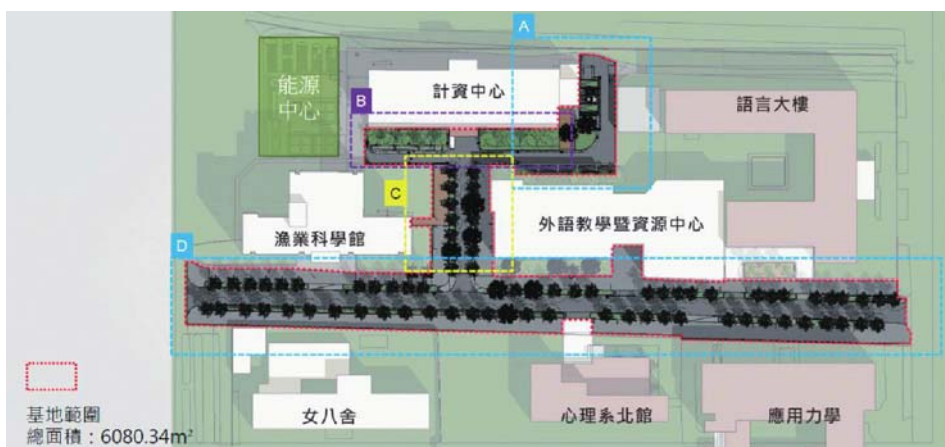 A
能源
中心
計資中心
B
語言大樓
C
外語教學暨資源中心
漁業科學館
D
基地範圍
總面積：6080.34m²
女八舍
心理系北館
應用力學